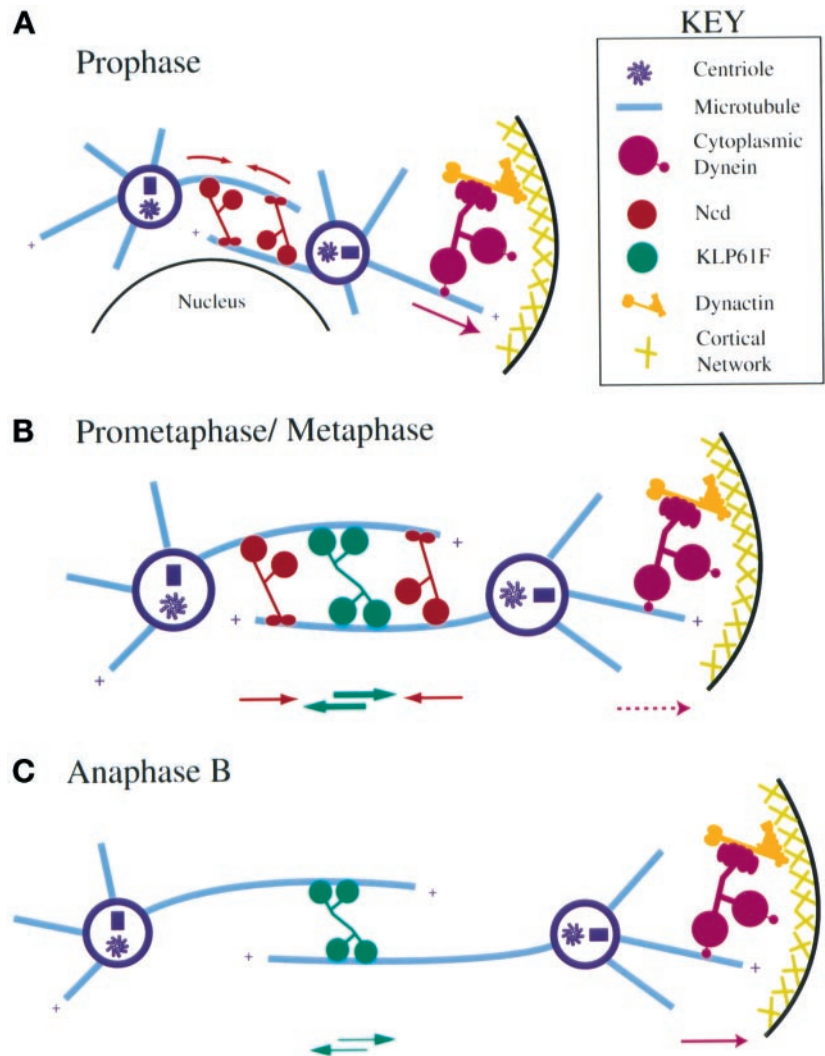 A
Prophase
+
+
Nucleus
+
KEY
Centriole
Microtubule
Cytoplasmic
Dynein
Ncd
KLP61F
Dynactin
Cortical
Network
B
Prometaphase/ Metaphase
+
+
+
+
C
Anaphase B
+
+
+
+